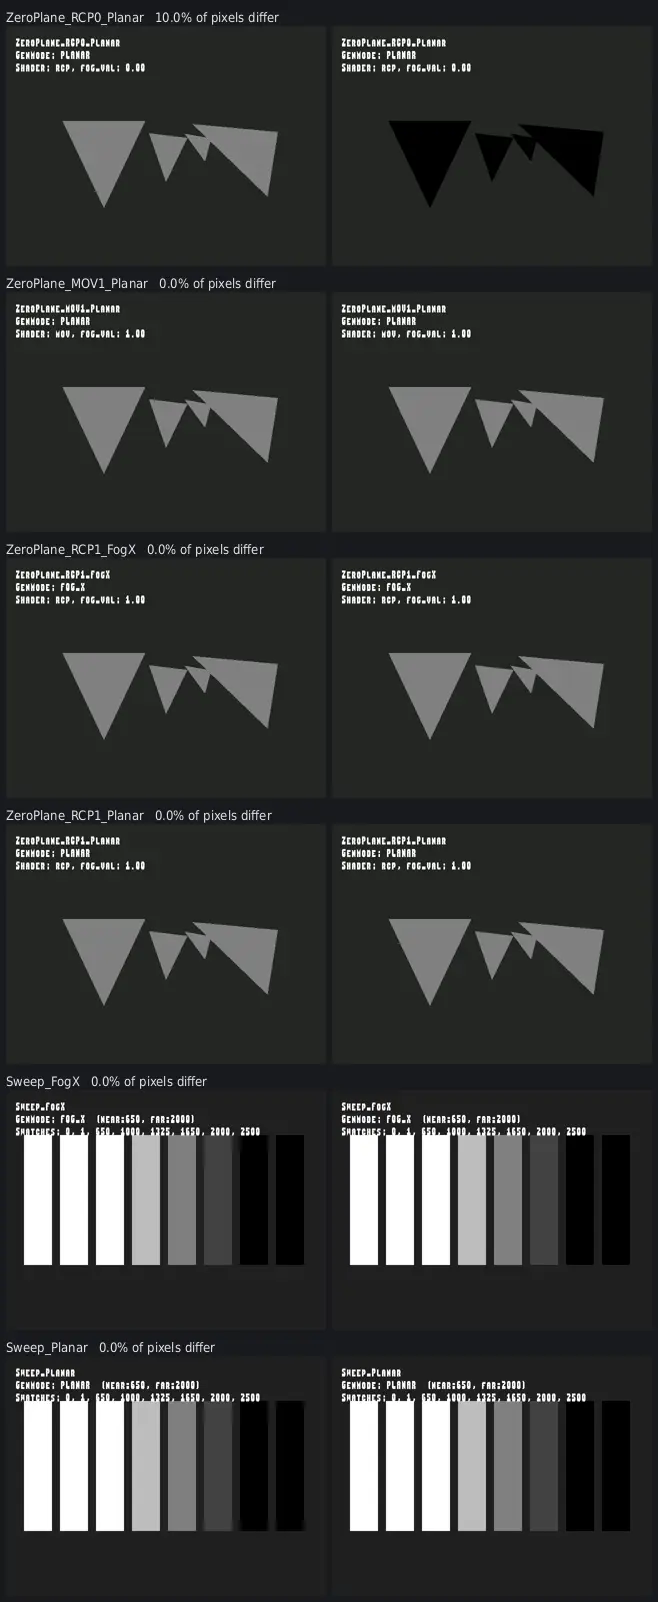 ZeroPlane_RCP0_Planar 10.0% of pixels differ
ZeroPlane_RCP0_Planar
GenMode: PLANAR
Shader: RCP, Fog_Val: 0.00
ZeroPlane_RCP0_Planar
GenMode: PLANAR
Shader: RCP, Fog_Val: 0.00
ZeroPlane_MOV1_Planar 0.0% of pixels differ
ZeroPlane_MOV1_Planar
GenMode: PLANAR
Shader: MOV, Fog_Val: 1.00
ZeroPlane_MOV1_Planar
GenMode: PLANAR
Shader: MOV, Fog_Val: 1.00
ZeroPlane_RCP1_FogX 0.0% of pixels differ
ZeroPlane_RCP1_FogX
GenMode: FOG_X
Shader: RCP, Fog_Val: 1.00
ZeroPlane_RCP1_FogX
GenMode: FOG_X
Shader: RCP, Fog_Val: 1.00
ZeroPlane_RCP1_Planar 0.0% of pixels differ
ZeroPlane_RCP1_Planar
GenMode: PLANAR
Shader: RCP, Fog_Val: 1.00
ZeroPlane_RCP1_Planar
GenMode: PLANAR
Shader: RCP, Fog_Val: 1.00
Sweep_FogX 0.0% of pixels differ
Sweep_FogX
GenMode: FOG_X (Near:650, Far:2000)
Swatches: 0, 1, 650, 1000, 1325, 1650, 2000, 2500
Sweep_FogX
GenMode: FOG_X (Near:650, Far:2000)
Swatches: 0, 1, 650, 1000, 1325, 1650, 2000, 2500
Sweep_Planar 0.0% of pixels differ
Sweep_Planar
GenMode: PLANAR (Near:650, Far:2000)
Swatches: 0, 1, 650, 1000, 1325, 1650, 2000, 2500
Sweep_Planar
GenMode: PLANAR (Near:650, Far:2000)
Swatches: 0, 1, 650, 1000, 1325, 1650, 2000, 2500